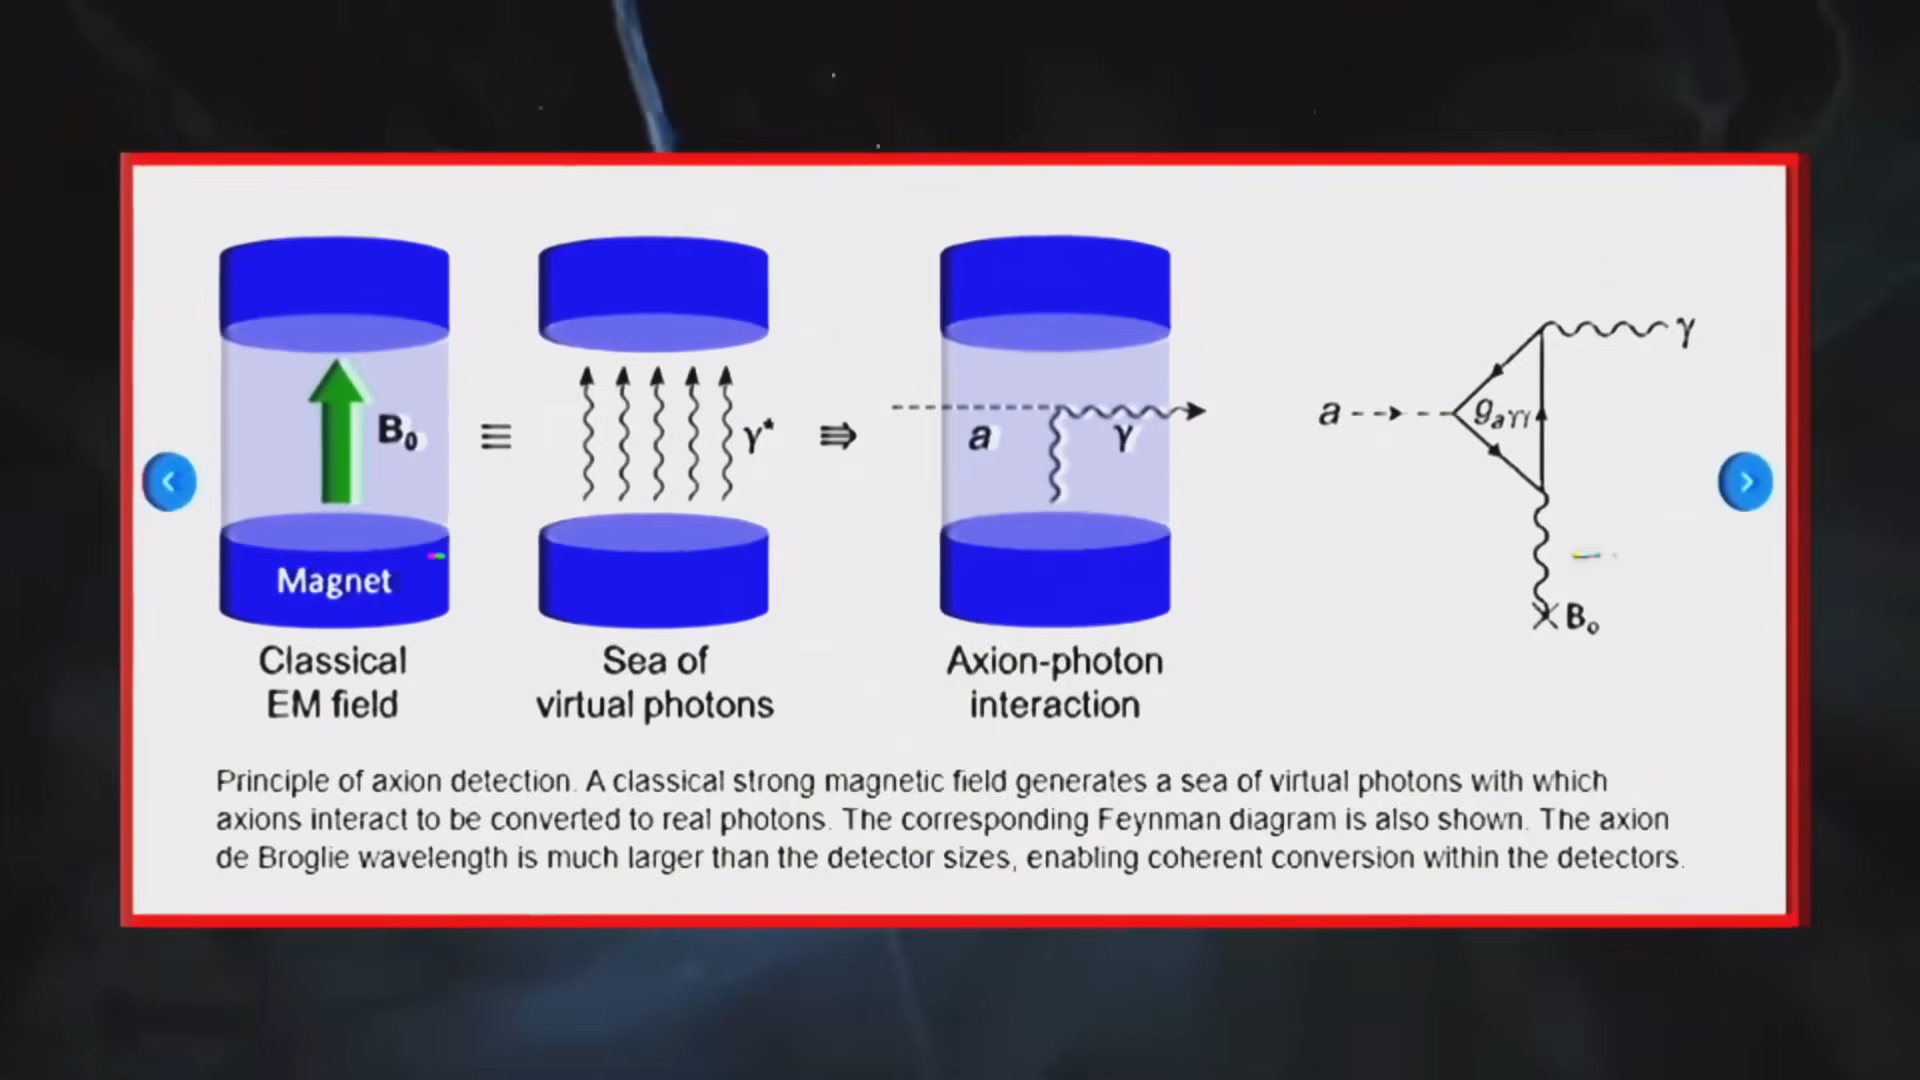 B₀
≡
γ*
⇛
a
γ
a
g_aγγ
γ
B₀
Magnet
Classical
EM field
Sea of
virtual photons
Axion-photon
interaction
Principle of axion detection. A classical strong magnetic field generates a sea of virtual photons with which
axions interact to be converted to real photons. The corresponding Feynman diagram is also shown. The axion
de Broglie wavelength is much larger than the detector sizes, enabling coherent conversion within the detectors.